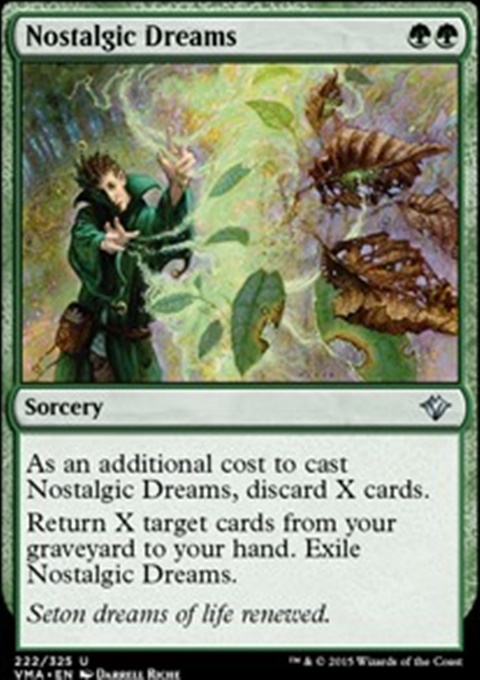 Nostalgic Dreams
Sorcery
As an additional cost to cast
Nostalgic Dreams, discard X cards.
Return X target cards from your
graveyard to your hand. Exile
Nostalgic Dreams.
Seton dreams of life renewed.
222/325 U
™ & © 2015 Wizards of the Coast
VMA • EN Darrell Riche